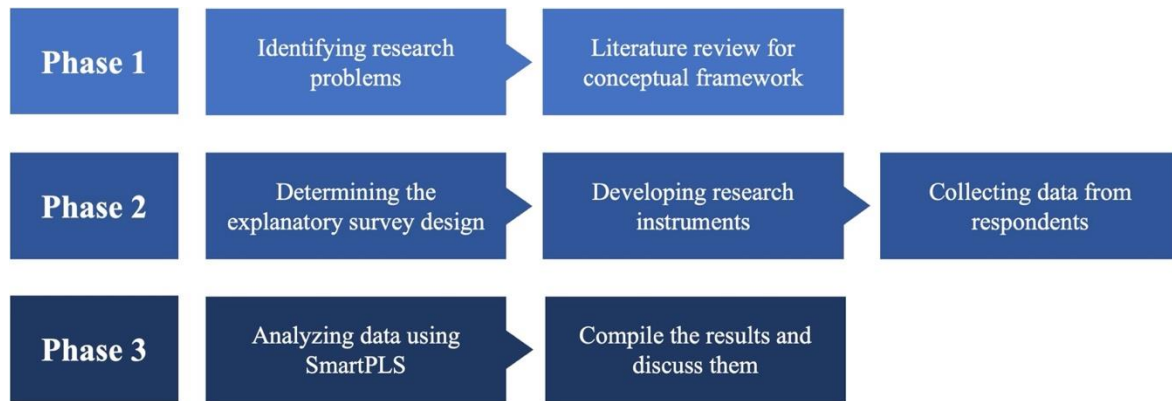 Phase 1
Identifying research
problems
Literature review for
conceptual framework
Phase 2
Determining the
explanatory survey design
Developing research
instruments
Collecting data from
respondents
Phase 3
Analyzing data using
SmartPLS
Compile the results and
discuss them